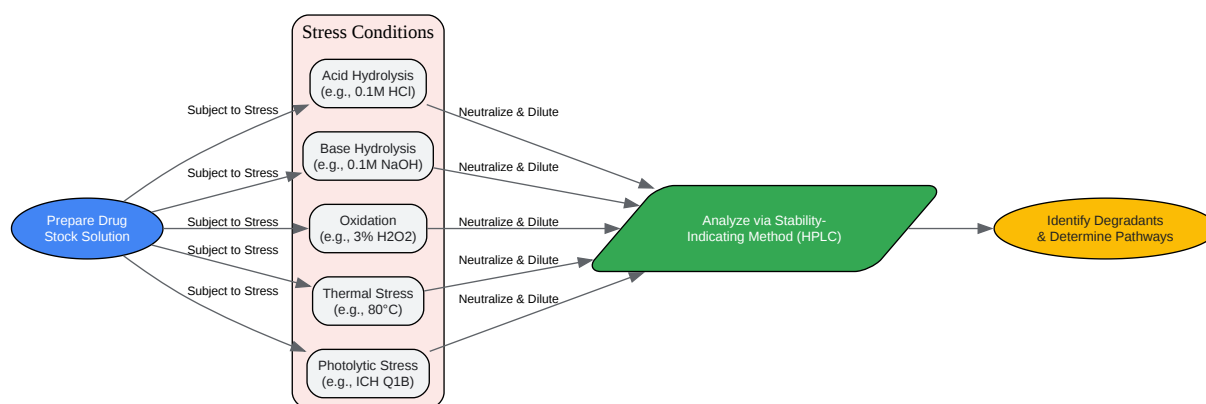 Stress Conditions
Acid Hydrolysis
(e.g., 0.1M HCl)
Subject to Stress
Neutralize & Dilute
Base Hydrolysis
(e.g., 0.1M NaOH)
Subject to Stress
Neutralize & Dilute
Prepare Drug
Stock Solution
Subject to Stress
Oxidation
(e.g., 3% H2O2)
Neutralize & Dilute
Analyze via Stability-
Indicating Method (HPLC)
Identify Degradants
& Determine Pathways
Subject to Stress
Thermal Stress
(e.g., 80°C)
Neutralize & Dilute
Subject to Stress
Photolytic Stress
(e.g., ICH Q1B)
Neutralize & Dilute